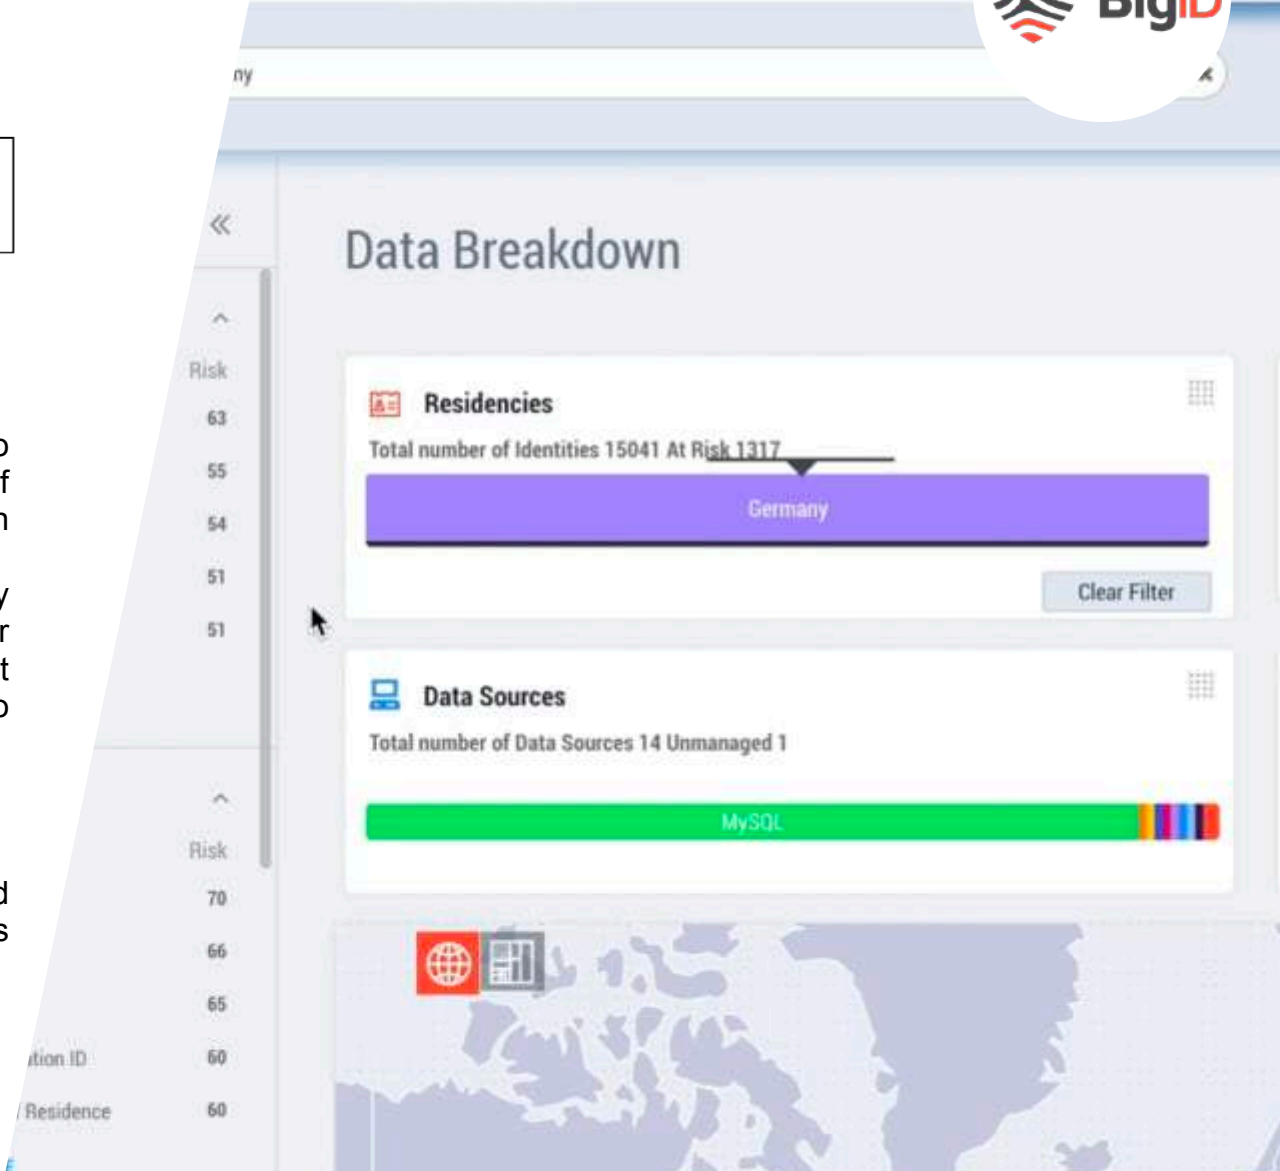 BigID
ny
Data Breakdown
Risk
63
55
54
51
51
Residencies
Total number of Identities 15041 At Risk 1317
Germany
Clear Filter
Data Sources
Total number of Data Sources 14 Unmanaged 1
MySQL
Risk
70
66
65
ation ID 60
Residence 60
o
f
n
y
r
t
o
d
s